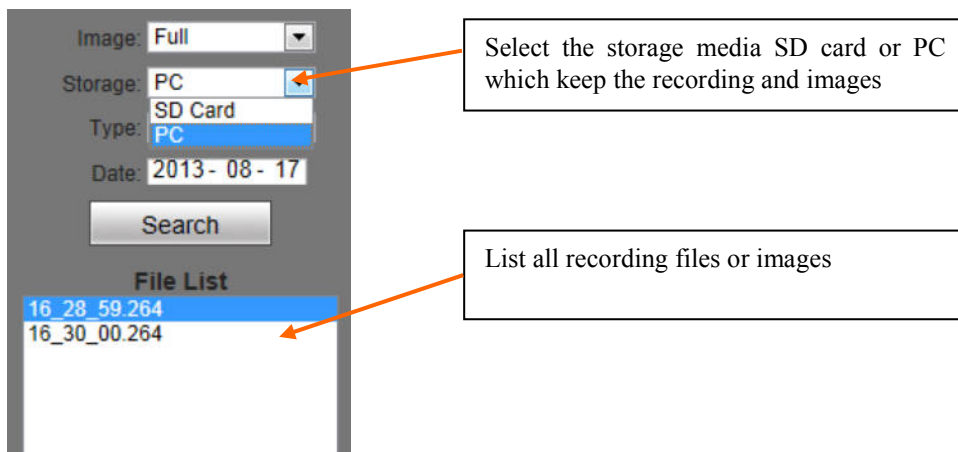 Image: Full
Storage: PC
SD Card
Type: PC
Date: 2013- 08- 17
Search
File List
16_28_59.264
16_30_00.264
Select the storage media SD card or PC
which keep the recording and images
List all recording files or images